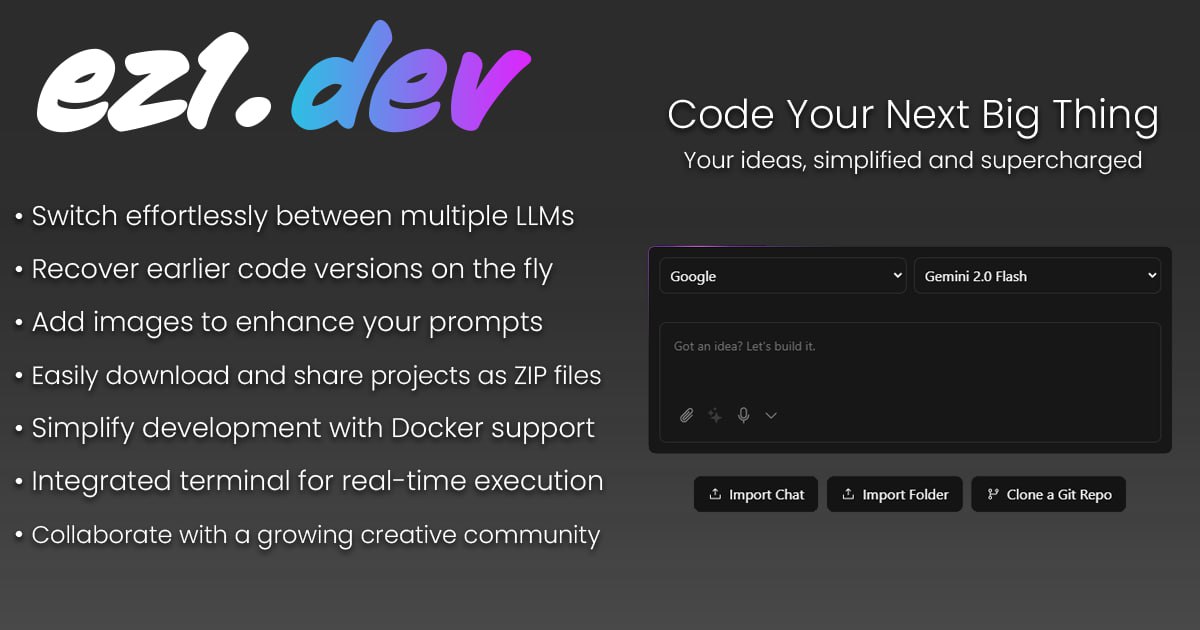 ez1.dev
• Switch effortlessly between multiple LLMs
• Recover earlier code versions on the fly
• Add images to enhance your prompts
• Easily download and share projects as ZIP files
• Simplify development with Docker support
• Integrated terminal for real-time execution
• Collaborate with a growing creative community
Code Your Next Big Thing
Your ideas, simplified and supercharged
Google
Gemini 2.0 Flash
Got an idea? Let's build it.
Import Chat
Import Folder
Clone a Git Repo